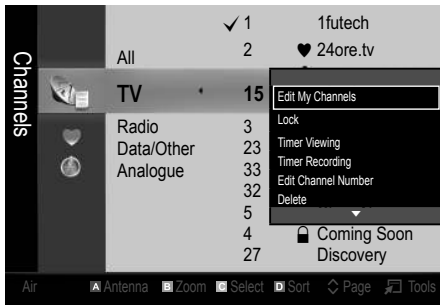 Channels
✓ 1 1futech
All 2 ♥ 24ore.tv
TV 15
Radio 3
Data/Other 23
Analogue 33
32
5
4 Coming Soon
27 Discovery
Edit My Channels
Lock
Timer Viewing
Timer Recording
Edit Channel Number
Delete
Air A Antenna B Zoom C Select D Sort Page Tools